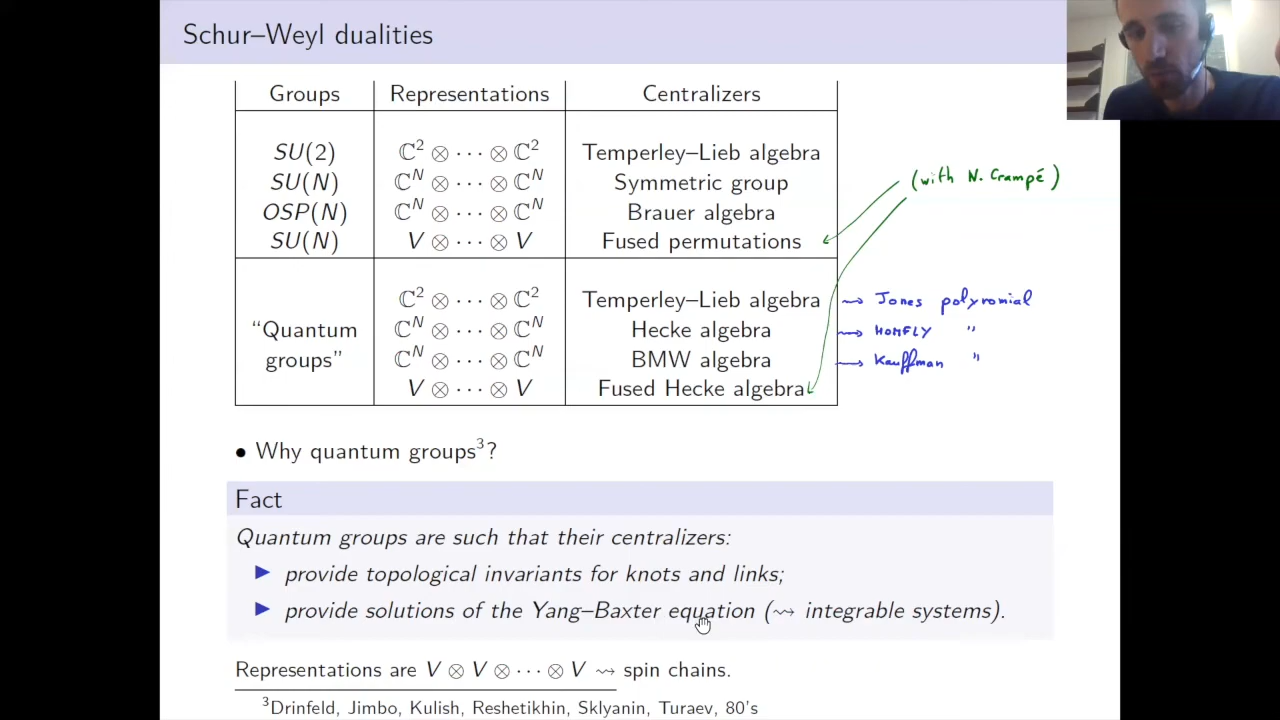 Schur–Weyl dualities
Groups Representations Centralizers
SU(2) ℂ² ⊗ ⋯ ⊗ ℂ² Temperley–Lieb algebra
(with N. Crampé)
SU(N) ℂᴺ ⊗ ⋯ ⊗ ℂᴺ Symmetric group
OSP(N) ℂᴺ ⊗ ⋯ ⊗ ℂᴺ Brauer algebra
SU(N) V ⊗ ⋯ ⊗ V Fused permutations
ℂ² ⊗ ⋯ ⊗ ℂ² Temperley–Lieb algebra ⇝ Jones polynomial
“Quantum ℂᴺ ⊗ ⋯ ⊗ ℂᴺ Hecke algebra ⇝ HOMFLY "
groups” ℂᴺ ⊗ ⋯ ⊗ ℂᴺ BMW algebra ⇝ Kauffman "
V ⊗ ⋯ ⊗ V Fused Hecke algebra
• Why quantum groups³?
Fact
Quantum groups are such that their centralizers:
▶ provide topological invariants for knots and links;
▶ provide solutions of the Yang–Baxter equation (⇝ integrable systems).
Representations are V ⊗ V ⊗ ⋯ ⊗ V ⇝ spin chains.
³Drinfeld, Jimbo, Kulish, Reshetikhin, Sklyanin, Turaev, 80's